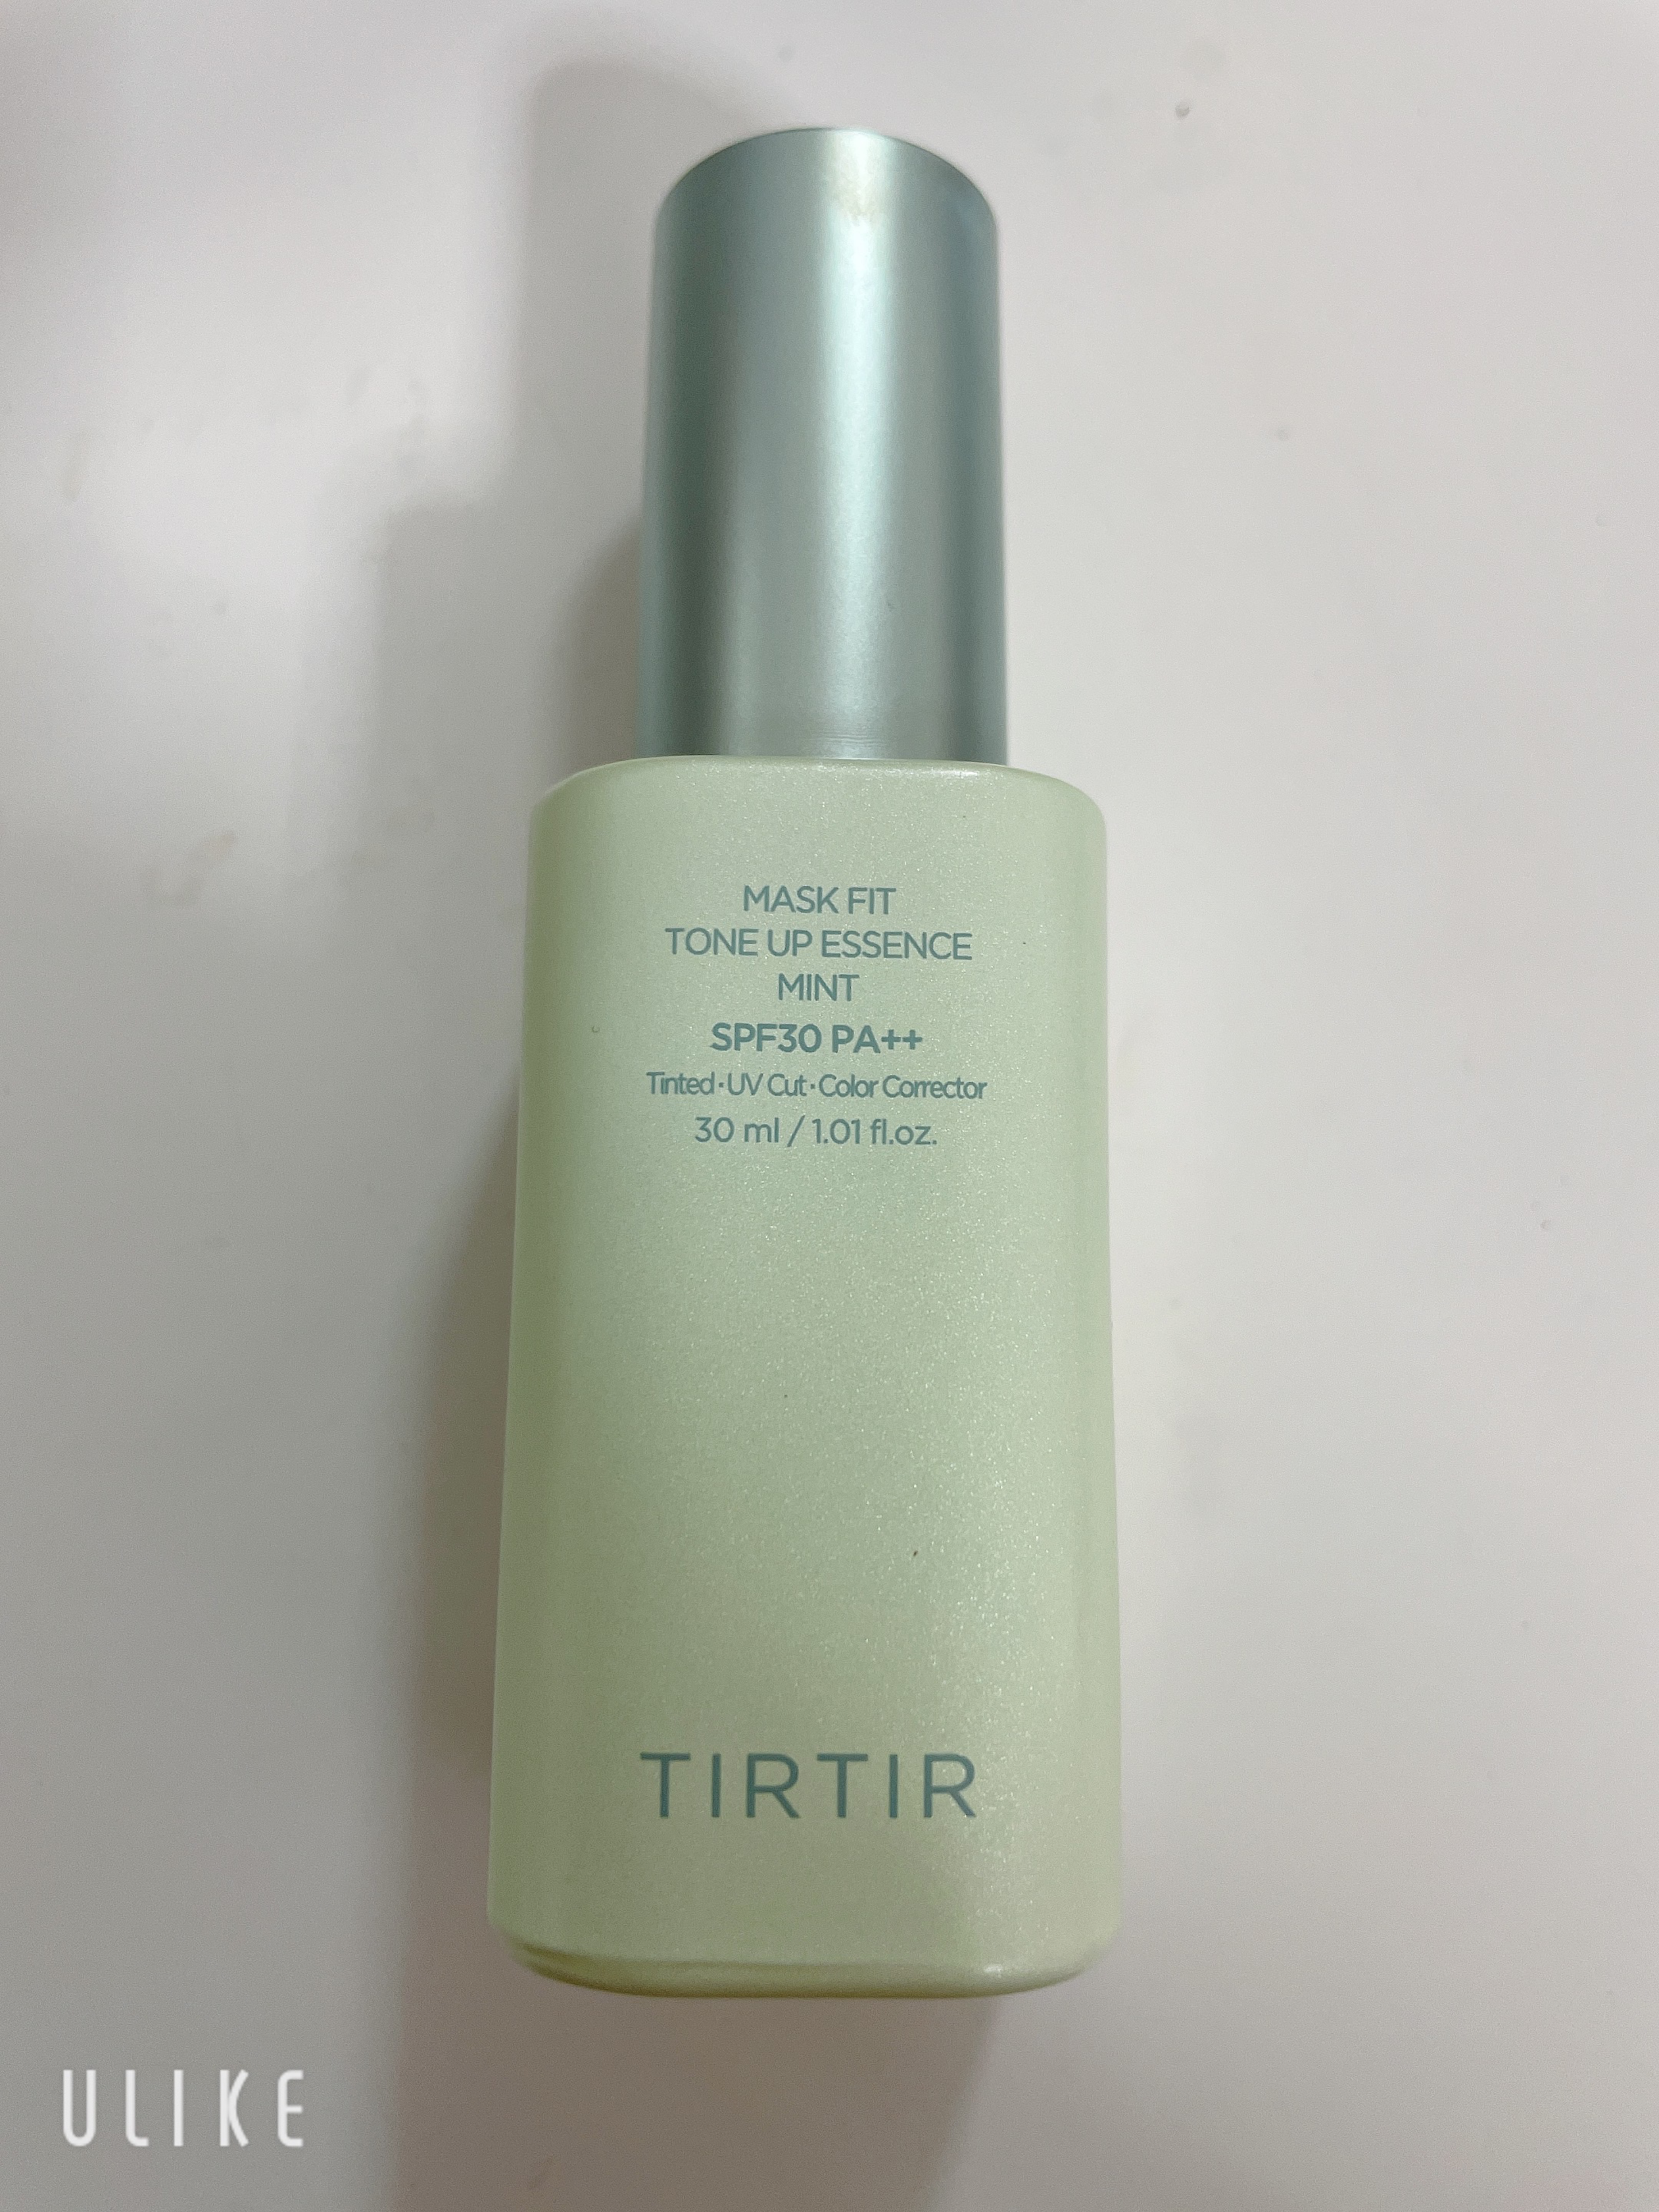 MASK FIT
TONE UP ESSENCE
MINT
SPF30 PA++
Tinted·UV Cut·Color Corrector
30 ml / 1.01 fl.oz.
TIRTIR
ULIKE